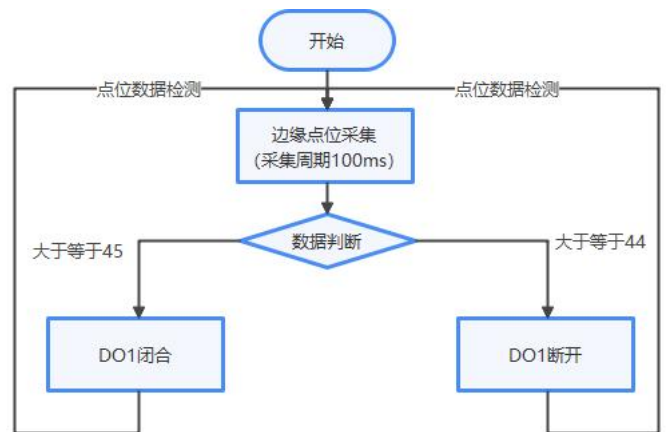 开始
点位数据检测
点位数据检测
边缘点位采集
(采集周期100ms)
数据判断
大于等于45
大于等于44
DO1闭合
DO1断开